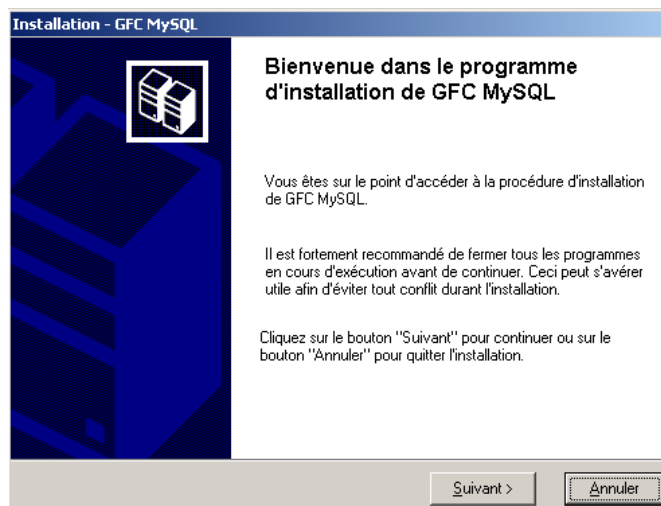 Installation - GFC MySQL
Bienvenue dans le programme
d'installation de GFC MySQL
Vous êtes sur le point d'accéder à la procédure d'installation
de GFC MySQL.
Il est fortement recommandé de fermer tous les programmes
en cours d'exécution avant de continuer. Ceci peut s'avérer
utile afin d'éviter tout conflit durant l'installation.
Cliquez sur le bouton "Suivant" pour continuer ou sur le
bouton "Annuler" pour quitter l'installation.
Suivant >
Annuler